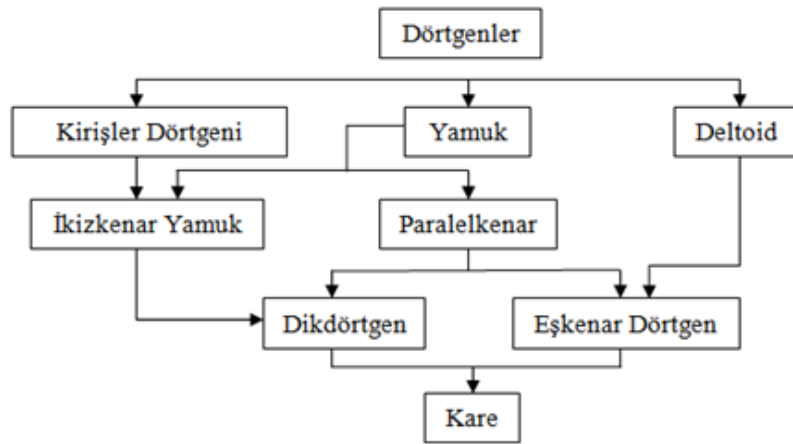 Dörtgenler
Kirişler Dörtgeni
Yamuk
Deltoid
İkizkenar Yamuk
Paralelkenar
Dikdörtgen
Eşkenar Dörtgen
Kare